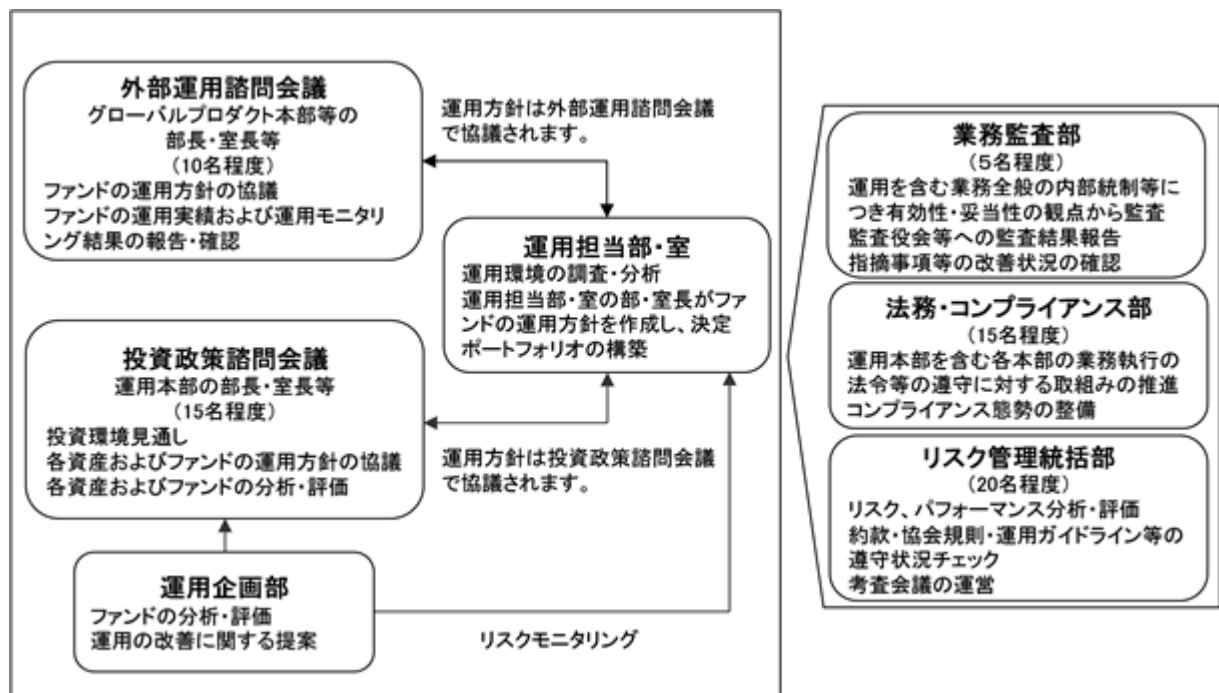 外部運用諮問会議
グローバルプロダクト本部等の
部長・室長等
(10名程度)
ファンドの運用方針の協議
ファンドの運用実績および運用モニタリ
ング結果の報告・確認
運用方針は外部運用諮問会議
で協議されます。
運用担当部・室
運用環境の調査・分析
運用担当部・室の部・室長がファ
ンドの運用方針を作成し、決定
ポートフォリオの構築
投資政策諮問会議
運用本部の部長・室長等
(15名程度)
投資環境見通し
各資産およびファンドの運用方針の協議
各資産およびファンドの分析・評価
運用方針は投資政策諮問会議
で協議されます。
運用企画部
ファンドの分析・評価
運用の改善に関する提案
リスクモニタリング
業務監査部
(5名程度)
運用を含む業務全般の内部統制等に
つき有効性・妥当性の観点から監査
監査役会等への監査結果報告
指摘事項等の改善状況の確認
法務・コンプライアンス部
(15名程度)
運用本部を含む各本部の業務執行の
法令等の遵守に対する取組みの推進
コンプライアンス態勢の整備
リスク管理統括部
(20名程度)
リスク、パフォーマンス分析・評価
約款・協会規則・運用ガイドライン等の
遵守状況チェック
考査会議の運営